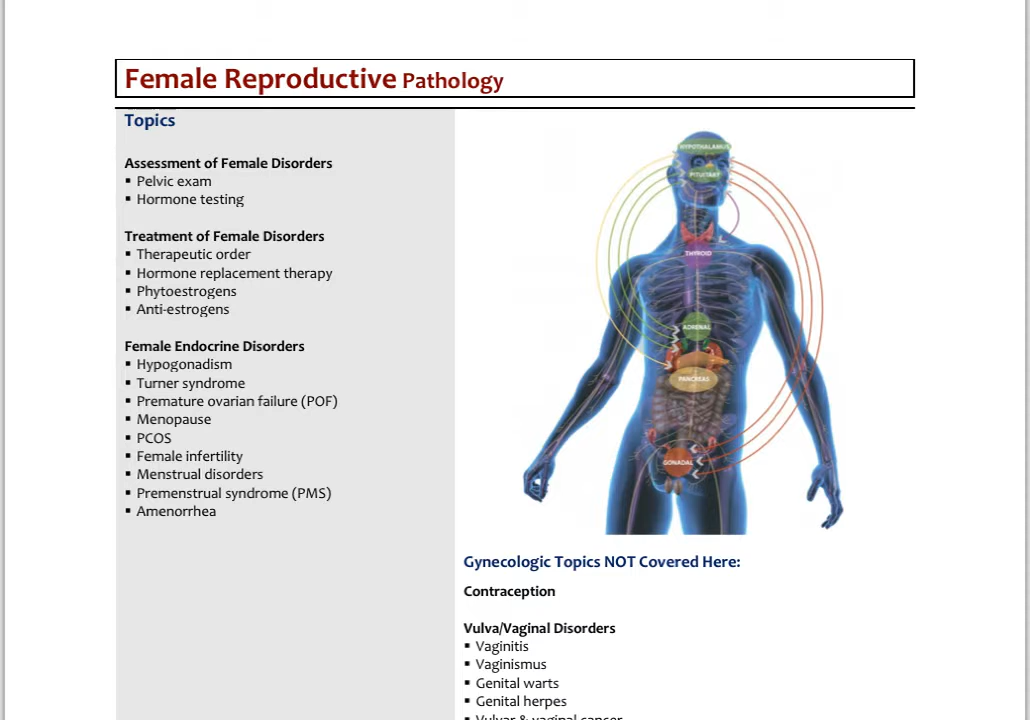 Female Reproductive Pathology
Topics
Assessment of Female Disorders
▪ Pelvic exam
▪ Hormone testing
Treatment of Female Disorders
▪ Therapeutic order
▪ Hormone replacement therapy
▪ Phytoestrogens
▪ Anti-estrogens
Female Endocrine Disorders
▪ Hypogonadism
▪ Turner syndrome
▪ Premature ovarian failure (POF)
▪ Menopause
▪ PCOS
▪ Female infertility
▪ Menstrual disorders
▪ Premenstrual syndrome (PMS)
▪ Amenorrhea
HYPOTHALAMUS
PITUITARY
THYROID
ADRENAL
PANCREAS
GONADAL
Gynecologic Topics NOT Covered Here:
Contraception
Vulva/Vaginal Disorders
▪ Vaginitis
▪ Vaginismus
▪ Genital warts
▪ Genital herpes
▪ Vulvar & vaginal cancer